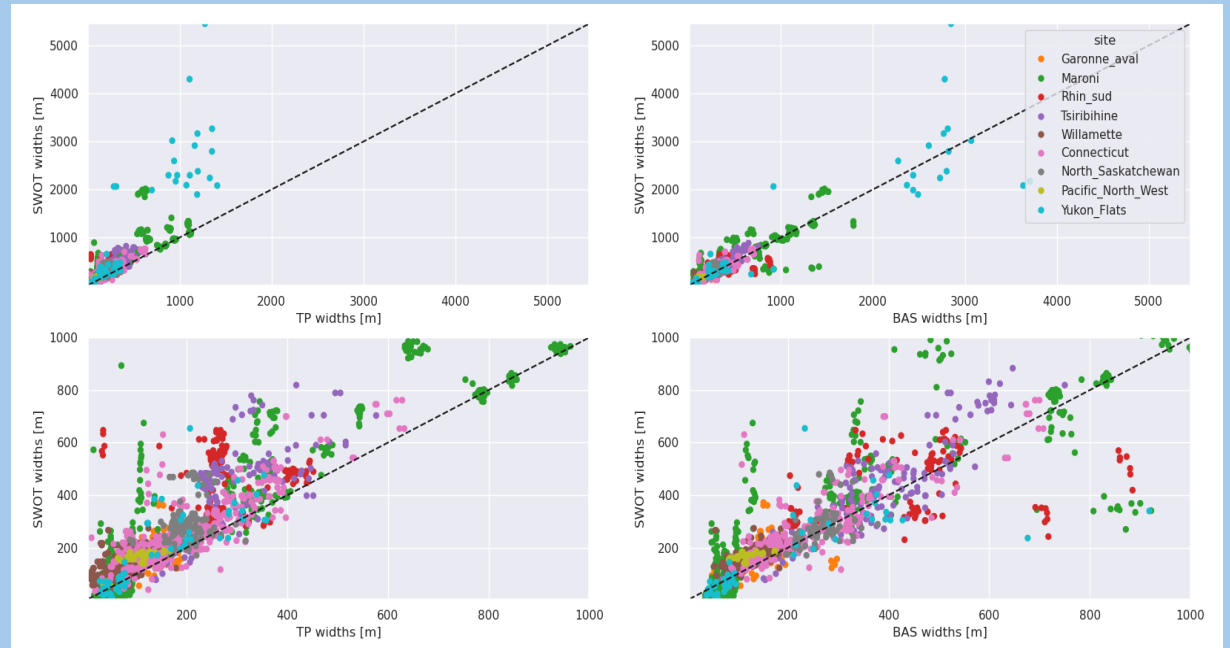 5000
4000
3000
2000
1000
SWOT widths [m]
1000 2000 3000 4000 5000
TP widths [m]
5000
4000
3000
2000
1000
SWOT widths [m]
1000 2000 3000 4000 5000
BAS widths [m]
site
Garonne_aval
Maroni
Rhin_sud
Tsiribihine
Willamette
Connecticut
North_Saskatchewan
Pacific_North_West
Yukon_Flats
1000
800
600
400
200
SWOT widths [m]
200 400 600 800 1000
TP widths [m]
1000
800
600
400
200
SWOT widths [m]
200 400 600 800 1000
BAS widths [m]